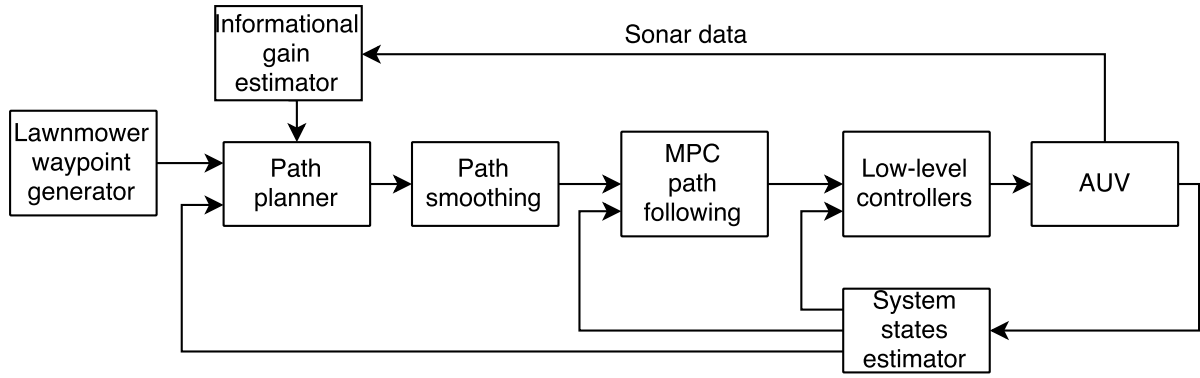 Informational
gain
estimator
Sonar data
Lawnmower
waypoint
generator
Path
planner
Path
smoothing
MPC
path
following
Low-level
controllers
AUV
System
states
estimator